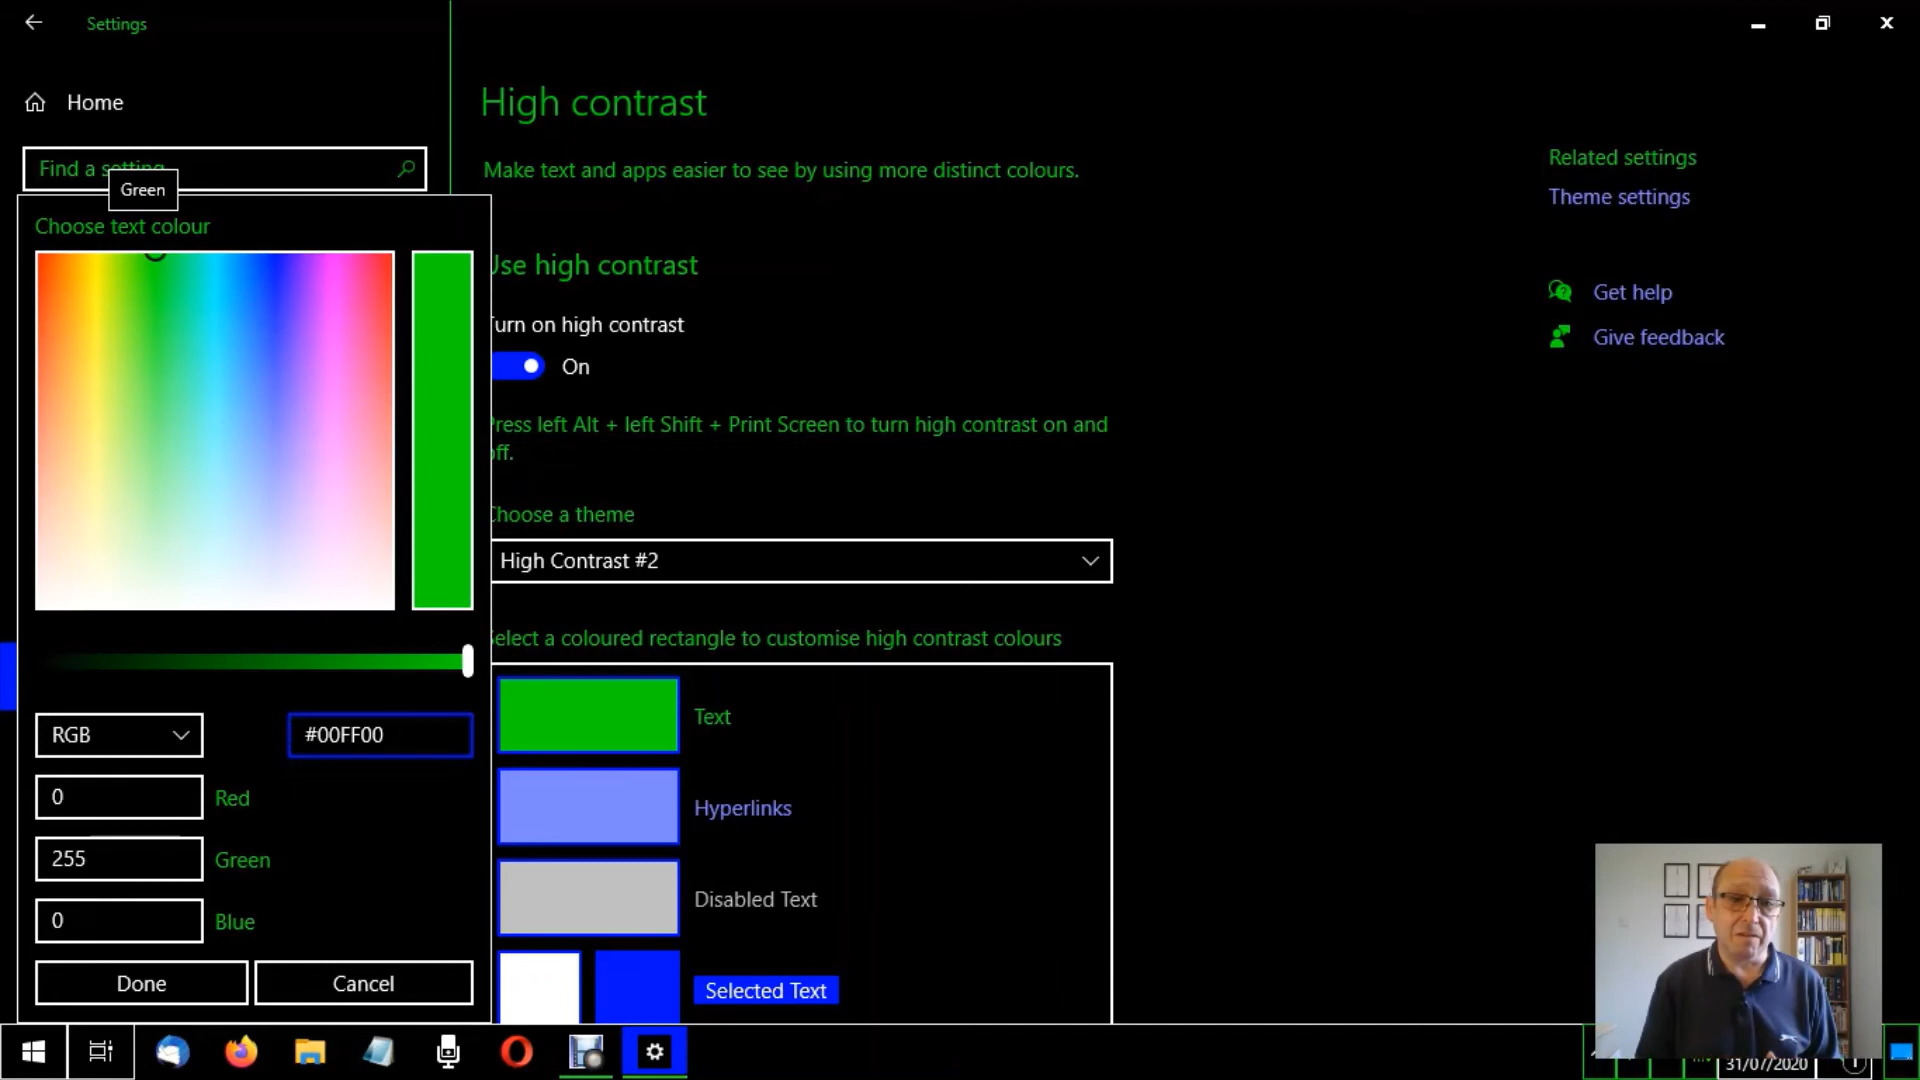 Settings
Home
Find a setting
Green
Choose text colour
RGB
#00FF00
0
Red
255
Green
0
Blue
Done
Cancel
High contrast
Make text and apps easier to see by using more distinct colours.
Use high contrast
Turn on high contrast
On
Press left Alt + left Shift + Print Screen to turn high contrast on and
off.
Choose a theme
High Contrast #2
Select a coloured rectangle to customise high contrast colours
Text
Hyperlinks
Disabled Text
Selected Text
Related settings
Theme settings
Get help
Give feedback
31/07/2020